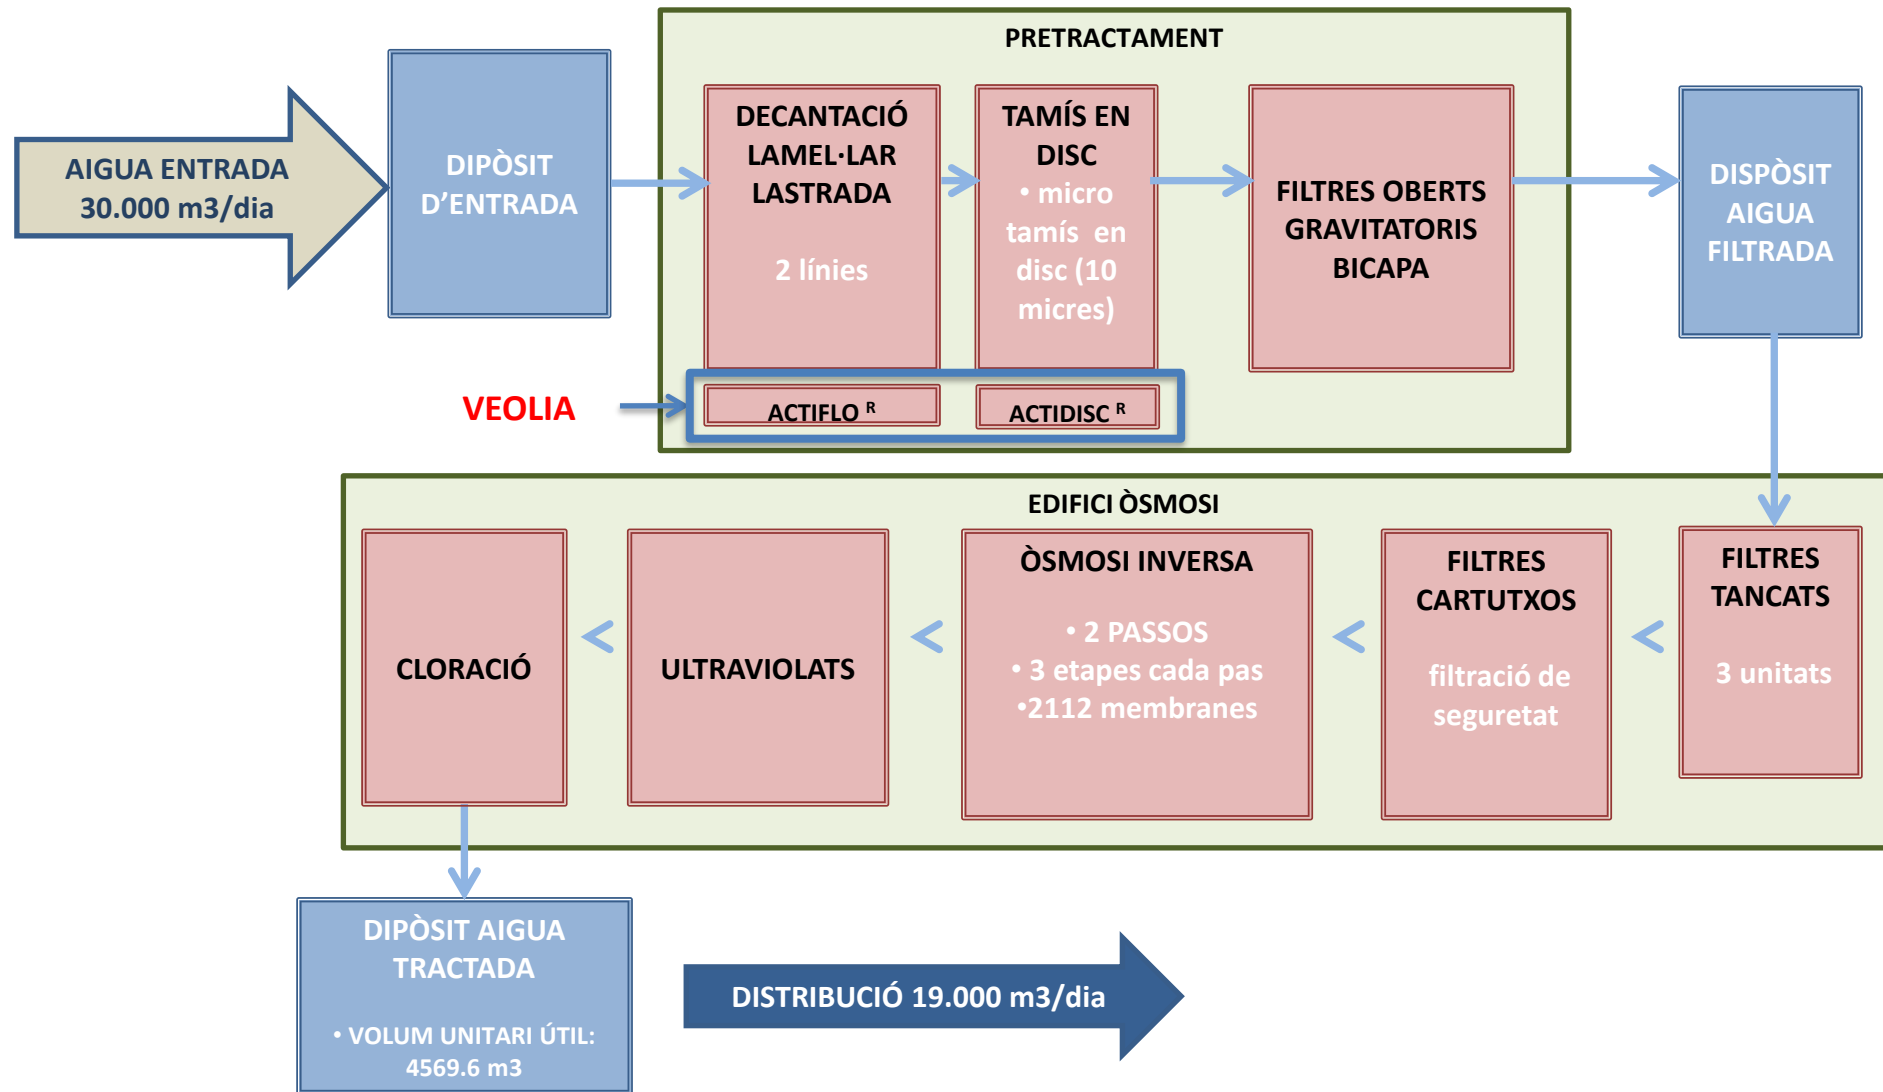 PRETRACTAMENT
AIGUA ENTRADA
30.000 m3/dia
DIPÒSIT
D'ENTRADA
DECANTACIÓ
LAMEL·LAR
LASTRADA
2 línies
TAMÍS EN
DISC
• micro
tamís en
disc (10
micres)
FILTRES OBERTS
GRAVITATORIS
BICAPA
DISPÒSIT
AIGUA
FILTRADA
VEOLIA
ACTIFLO R
ACTIDISC R
EDIFICI ÒSMOSI
CLORACIÓ
ULTRAVIOLATS
ÒSMOSI INVERSA
• 2 PASSOS
• 3 etapes cada pas
•2112 membranes
FILTRES
CARTUTXOS
filtració de
seguretat
FILTRES
TANCATS
3 unitats
DIPÒSIT AIGUA
TRACTADA
• VOLUM UNITARI ÚTIL:
4569.6 m3
DISTRIBUCIÓ 19.000 m3/dia